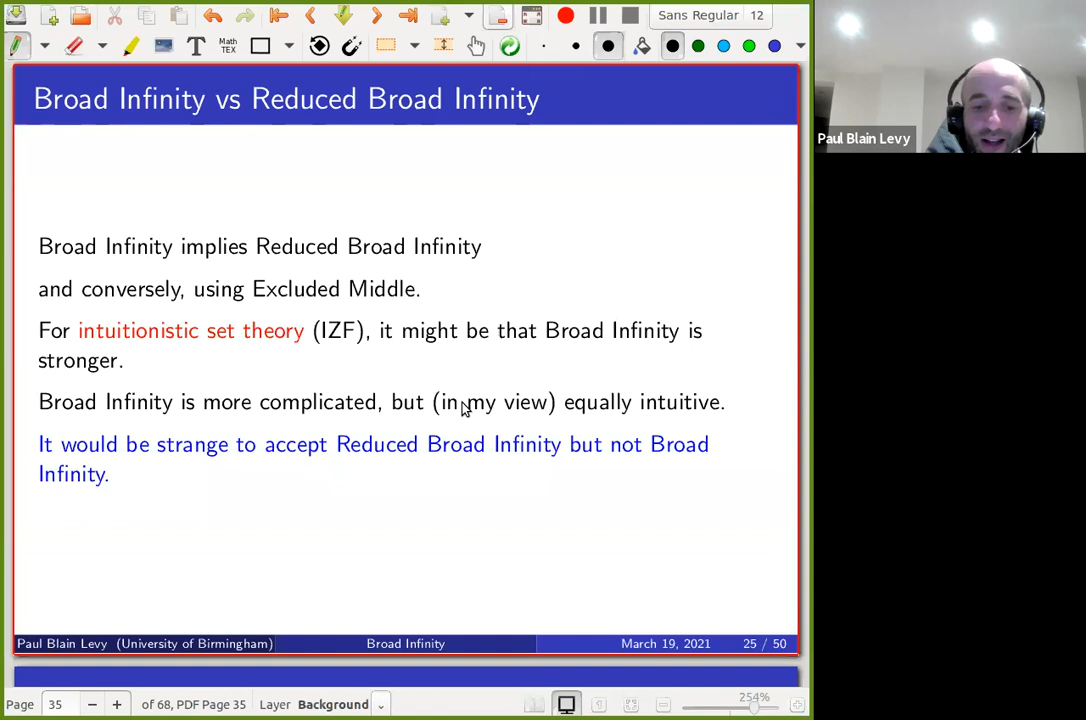 Sans Regular 12
Math
TEX
Broad Infinity vs Reduced Broad Infinity
Paul Blain Levy
Broad Infinity implies Reduced Broad Infinity
and conversely, using Excluded Middle.
For intuitionistic set theory (IZF), it might be that Broad Infinity is
stronger.
Broad Infinity is more complicated, but (in my view) equally intuitive.
It would be strange to accept Reduced Broad Infinity but not Broad
Infinity.
Paul Blain Levy (University of Birmingham) Broad Infinity March 19, 2021 25 / 50
Page 35 of 68, PDF Page 35 Layer Background 254%